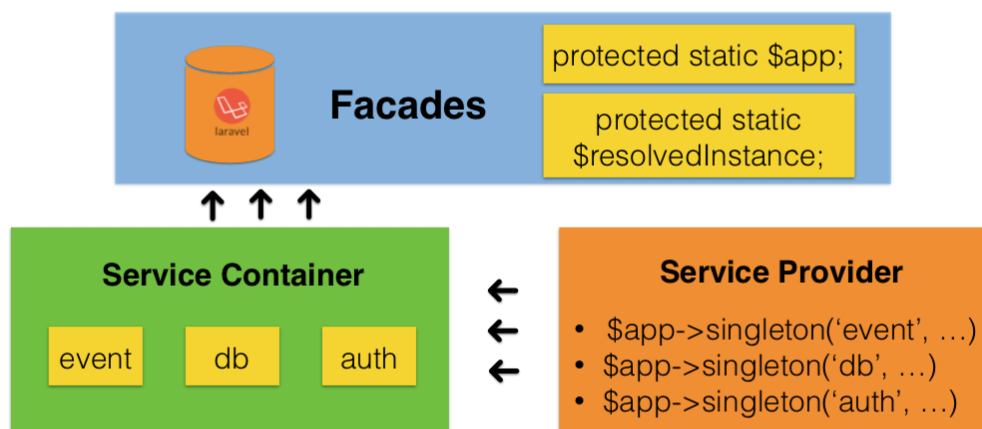 protected static $app;
Facades
laravel
protected static
$resolvedInstance;
Service Container
event
db
auth
Service Provider
• $app->singleton(‘event’, …)
• $app->singleton(‘db’, …)
• $app->singleton(‘auth’, …)